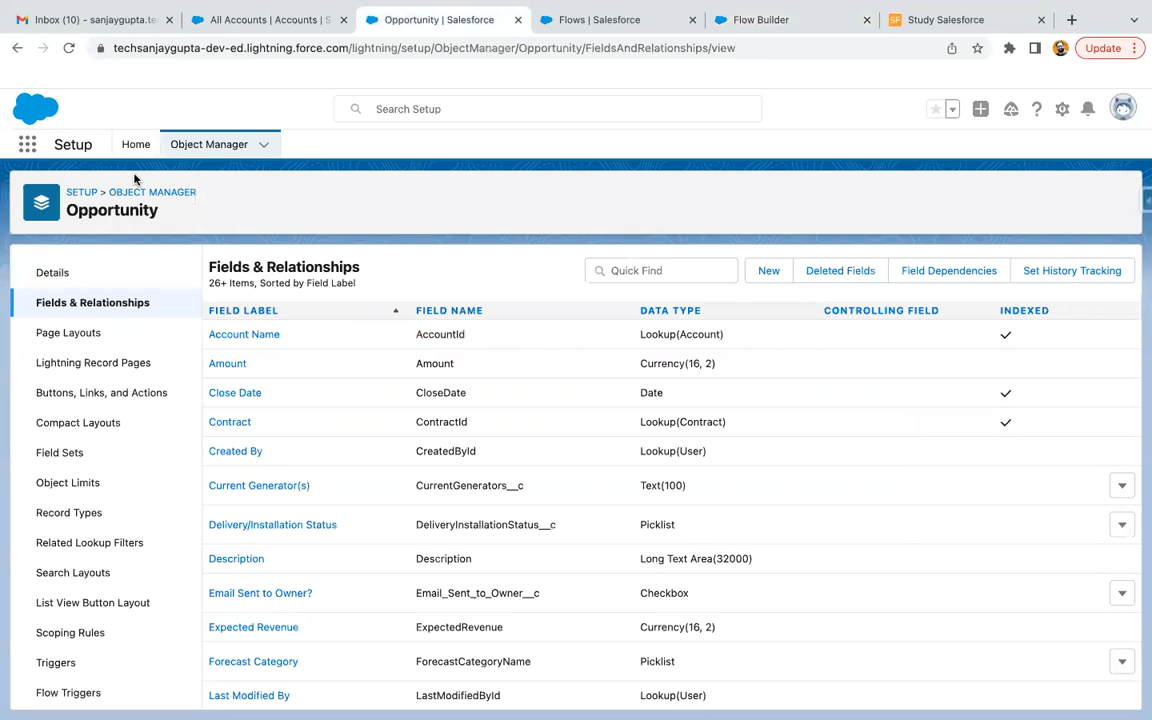 Inbox (10) - sanjaygupta.te
All Accounts | Accounts | S
Opportunity | Salesforce
Flows | Salesforce
Flow Builder
SF Study Salesforce
techsanjaygupta-dev-ed.lightning.force.com/lightning/setup/ObjectManager/Opportunity/FieldsAndRelationships/view
Update
Search Setup
Setup Home Object Manager
SETUP > OBJECT MANAGER
Opportunity
Details
Fields & Relationships
Page Layouts
Lightning Record Pages
Buttons, Links, and Actions
Compact Layouts
Field Sets
Object Limits
Record Types
Related Lookup Filters
Search Layouts
List View Button Layout
Scoping Rules
Triggers
Flow Triggers
Fields & Relationships
26+ Items, Sorted by Field Label
Quick Find
New Deleted Fields Field Dependencies Set History Tracking
FIELD LABEL FIELD NAME DATA TYPE CONTROLLING FIELD INDEXED
Account Name AccountId Lookup(Account)
Amount Amount Currency(16, 2)
Close Date CloseDate Date
Contract ContractId Lookup(Contract)
Created By CreatedById Lookup(User)
Current Generator(s) CurrentGenerators__c Text(100)
Delivery/Installation Status DeliveryInstallationStatus__c Picklist
Description Description Long Text Area(32000)
Email Sent to Owner? Email_Sent_to_Owner__c Checkbox
Expected Revenue ExpectedRevenue Currency(16, 2)
Forecast Category ForecastCategoryName Picklist
Last Modified By LastModifiedById Lookup(User)